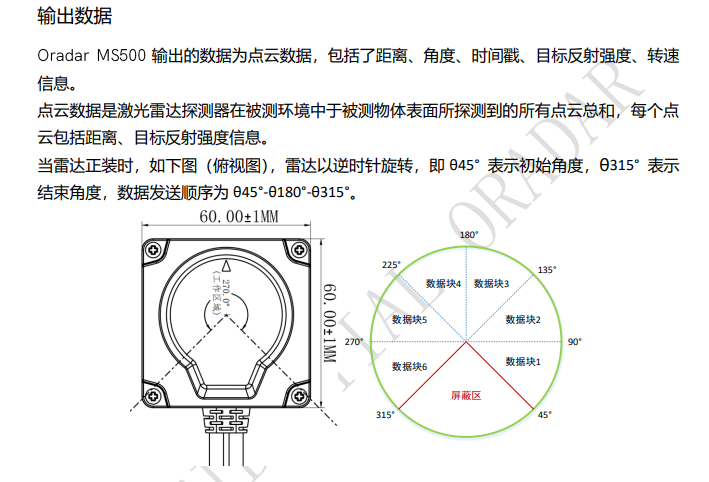 输出数据
Oradar MS500 输出的数据为点云数据，包括了距离、角度、时间戳、目标反射强度、转速
信息。
点云数据是激光雷达探测器在被测环境中于被测物体表面所探测到的所有点云总和，每个点
云包括距离、目标反射强度信息。
当雷达正装时，如下图（俯视图），雷达以逆时针旋转，即 θ45° 表示初始角度，θ315° 表示
结束角度，数据发送顺序为 θ45°-θ180°-θ315°。
60.00±1MM
270.0°
(工作区域)
60.00±1MM
180°
225°
135°
数据块4
数据块3
数据块5
数据块2
270°
90°
数据块6
数据块1
屏蔽区
315°
45°
TIAL ORADAR